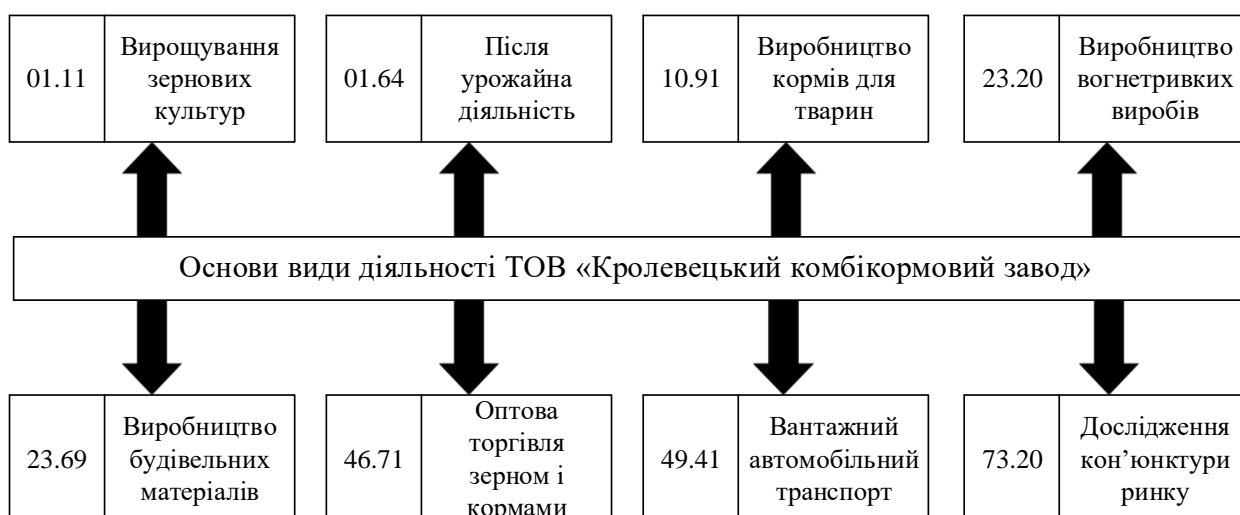 01.11
Вирощування
зернових
культур
01.64
Після
урожайна
діяльність
10.91
Виробництво
кормів для
тварин
23.20
Виробництво
вогнетривких
виробів
Основи види діяльності ТОВ «Кролевецький комбікормовий завод»
23.69
Виробництво
будівельних
матеріалів
46.71
Оптова
торгівля
зерном і
кормами
49.41
Вантажний
автомобільний
транспорт
73.20
Дослідження
кон’юнктури
ринку